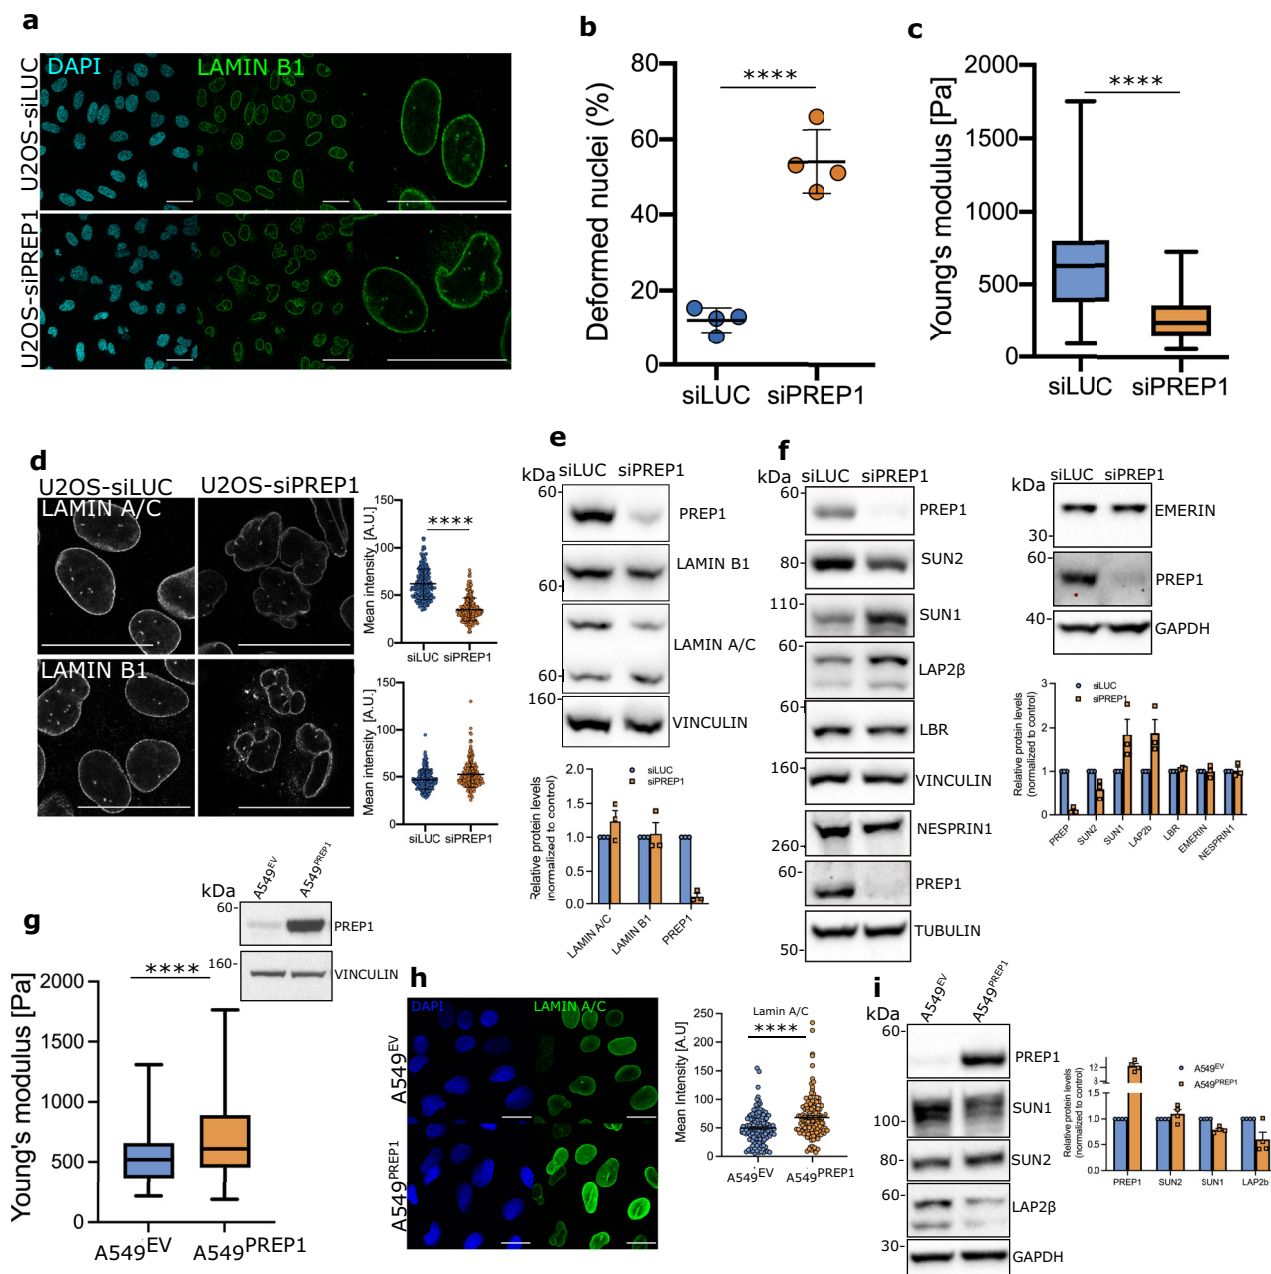 a
DAPI
LAMIN B1
U2OS-siLUC
U2OS-siPREP1
b
Deformed nuclei (%)
80
60
40
20
0
****
siLUC
siPREP1
c
Young's modulus [Pa]
2000
1500
1000
500
0
****
siLUC
siPREP1
d
U2OS-siLUC
U2OS-siPREP1
LAMIN A/C
LAMIN B1
Mean intensity [A.U.]
150
100
50
0
****
siLUC siPREP1
Mean intensity [A.U.]
150
100
50
0
siLUC siPREP1
e
kDa
siLUC siPREP1
60-
PREP1
LAMIN B1
60-
LAMIN A/C
60-
160-
VINCULIN
Relative protein levels
(normalized to control)
2.0
1.5
1.0
0.5
0.0
siLUC
siPREP1
LAMIN A/C
LAMIN B1
PREP1
f
kDa
siLUC siPREP1
60-
PREP1
80-
SUN2
110-
SUN1
60-
LAP2β
60-
LBR
160-
VINCULIN
NESPRIN1
260-
60-
PREP1
TUBULIN
50-
siLUC siPREP1
kDa
EMERIN
30-
60-
PREP1
40-
GAPDH
Relative protein levels
(normalized to control)
3
2
1
0
siLUC
siPREP1
PREP
SUN2
SUN1
LAP2b
LBR
EMERIN
NESPRIN1
g
kDa
A549EV
A549PREP1
60-
PREP1
160-
VINCULIN
Young's modulus [Pa]
2000
1500
1000
500
0
****
A549EV
A549PREP1
h
DAPI
LAMIN A/C
A549EV
A549PREP1
Lamin A/C
****
Mean Intensity [A.U]
250
200
150
100
50
0
A549EV
A549PREP1
i
kDa
A549EV
A549PREP1
60-
PREP1
SUN1
100-
80-
SUN2
60-
LAP2β
30-
GAPDH
Relative protein levels
(normalized to control)
12
8
1.0
0.5
0.0
A549EV
A549PREP1
PREP1
SUN2
SUN1
LAP2b